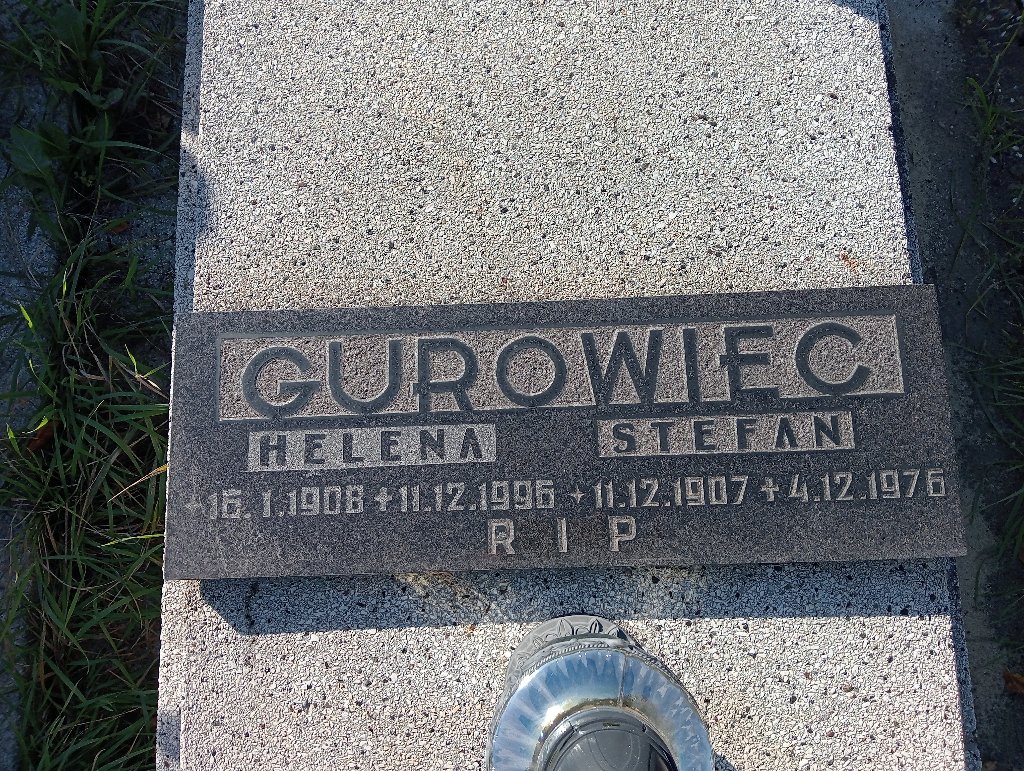 GUROWIEC
HELENA STEFAN
+16.1.1908 +11.12.1996 +11.12.1907 +4.12.1976
R I P